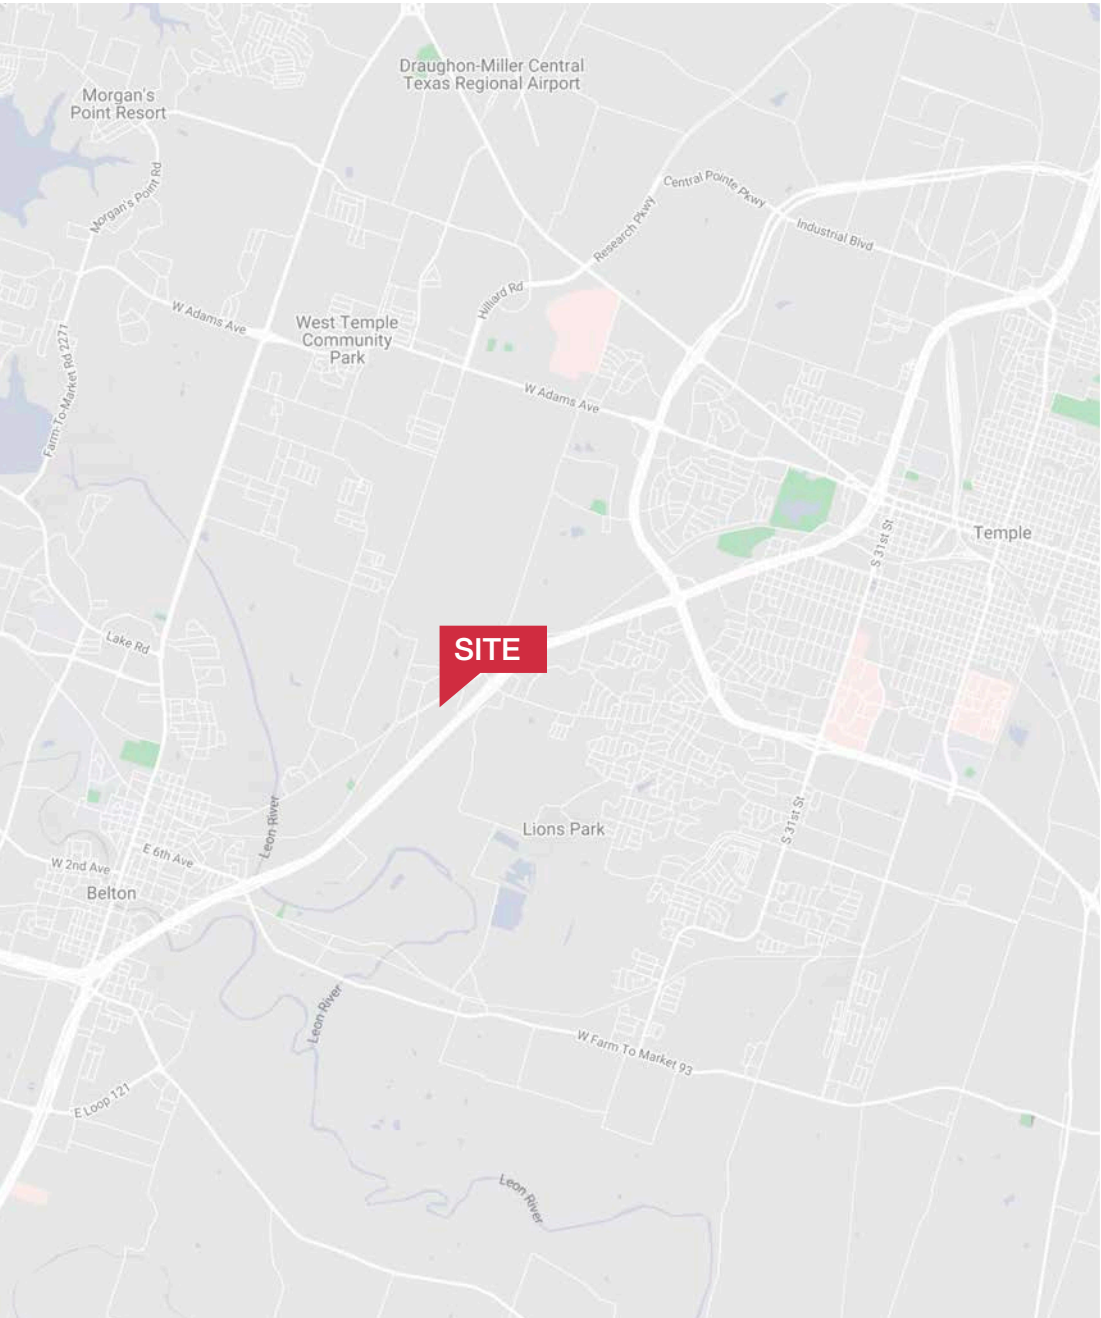 Draughon-Miller Central
Texas Regional Airport
Morgan's
Point Resort
Morgan's Point Rd
Central Pointe Pkwy
Research Pkwy
Industrial Blvd
Hilliard Rd
W Adams Ave
West Temple
Community
Park
Farm-To-Market Rd 2271
W Adams Ave
S 31st St
Temple
Lake Rd
SITE
Leon River
S 31st St
Lions Park
E 6th Ave
W 2nd Ave
Belton
Leon River
W Farm To Market 93
E Loop 121
Leon River